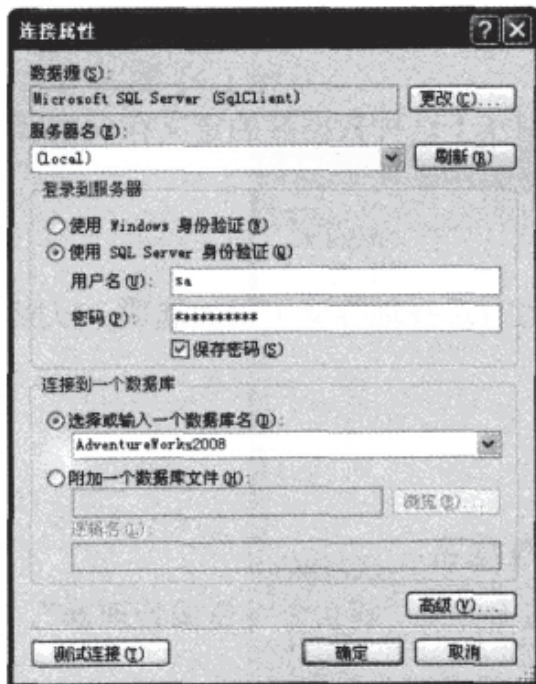 连接属性
数据源(S):
Microsoft SQL Server (SqlClient)
更改(C)...
服务器名(E):
(local)
刷新(R)
登录到服务器
使用 Windows 身份验证(W)
使用 SQL Server 身份验证(Q)
用户名(U):
sa
密码(P):
**********
保存密码(S)
连接到一个数据库
选择或输入一个数据库名(D):
AdventureWorks2008
附加一个数据库文件(H):
浏览(B)...
逻辑名(L):
高级(V)...
测试连接(T)
确定
取消